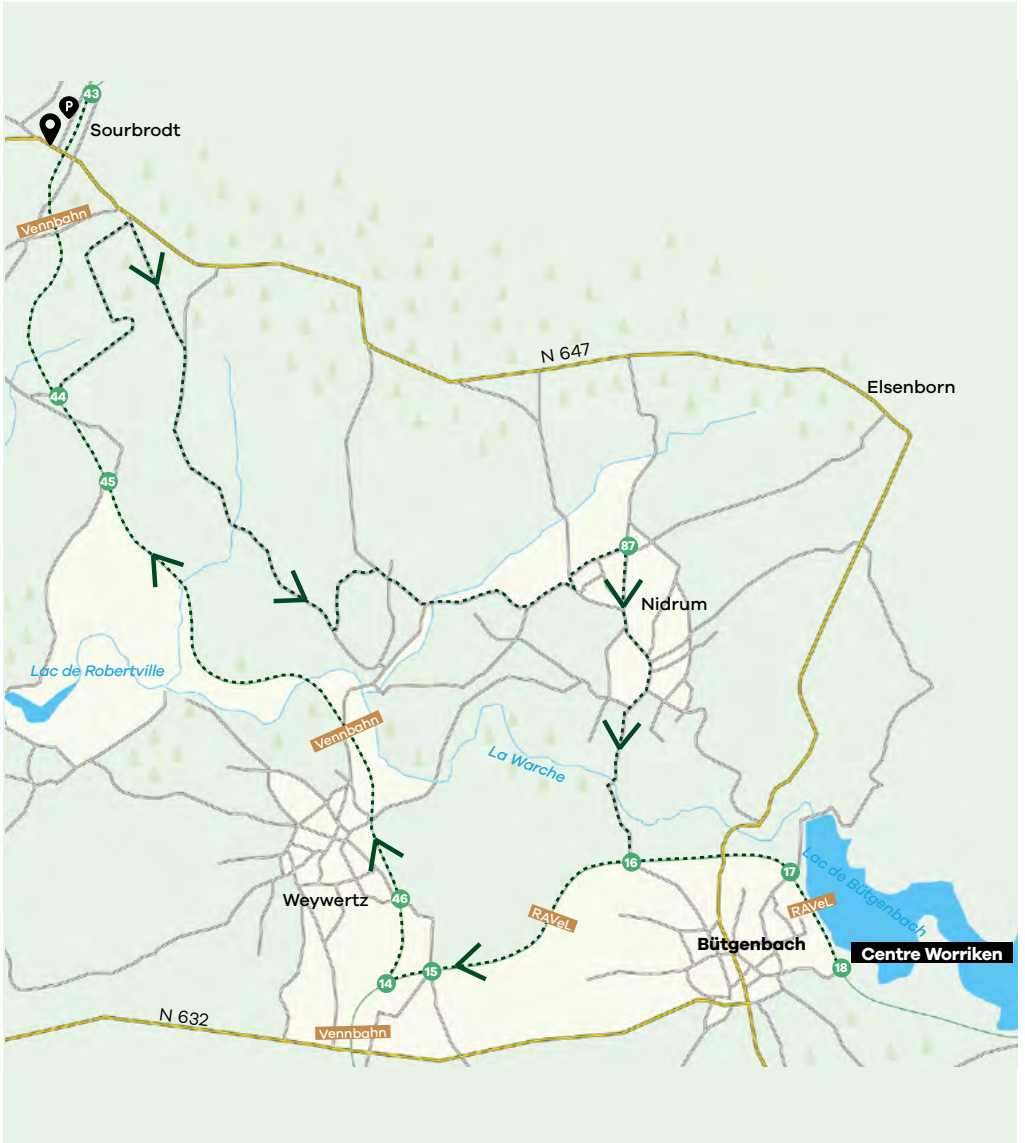 43
P
Sourbrodt
Vennbahn
N 647
Elsenborn
44
45
87
Nidrum
Lac de Robertville
Vennbahn
La Warche
16
17
Lac de Bütgenbach
Weywertz
46
RAVeL
RAVeL
Bütgenbach
Centre Worriken
18
15
14
N 632
Vennbahn